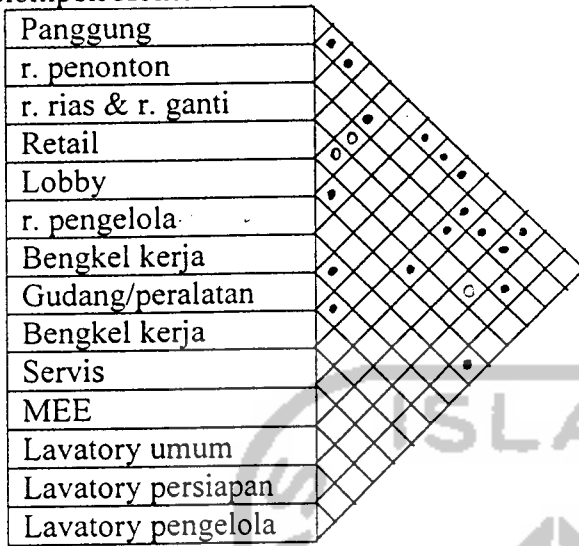 Panggung
r. penonton
r. rias & r. ganti
Retail
Lobby
r. pengelola
Bengkel kerja
Gudang/peralatan
Bengkel kerja
Servis
MEE
Lavatory umum
Lavatory persiapan
Lavatory pengelola
ISLA